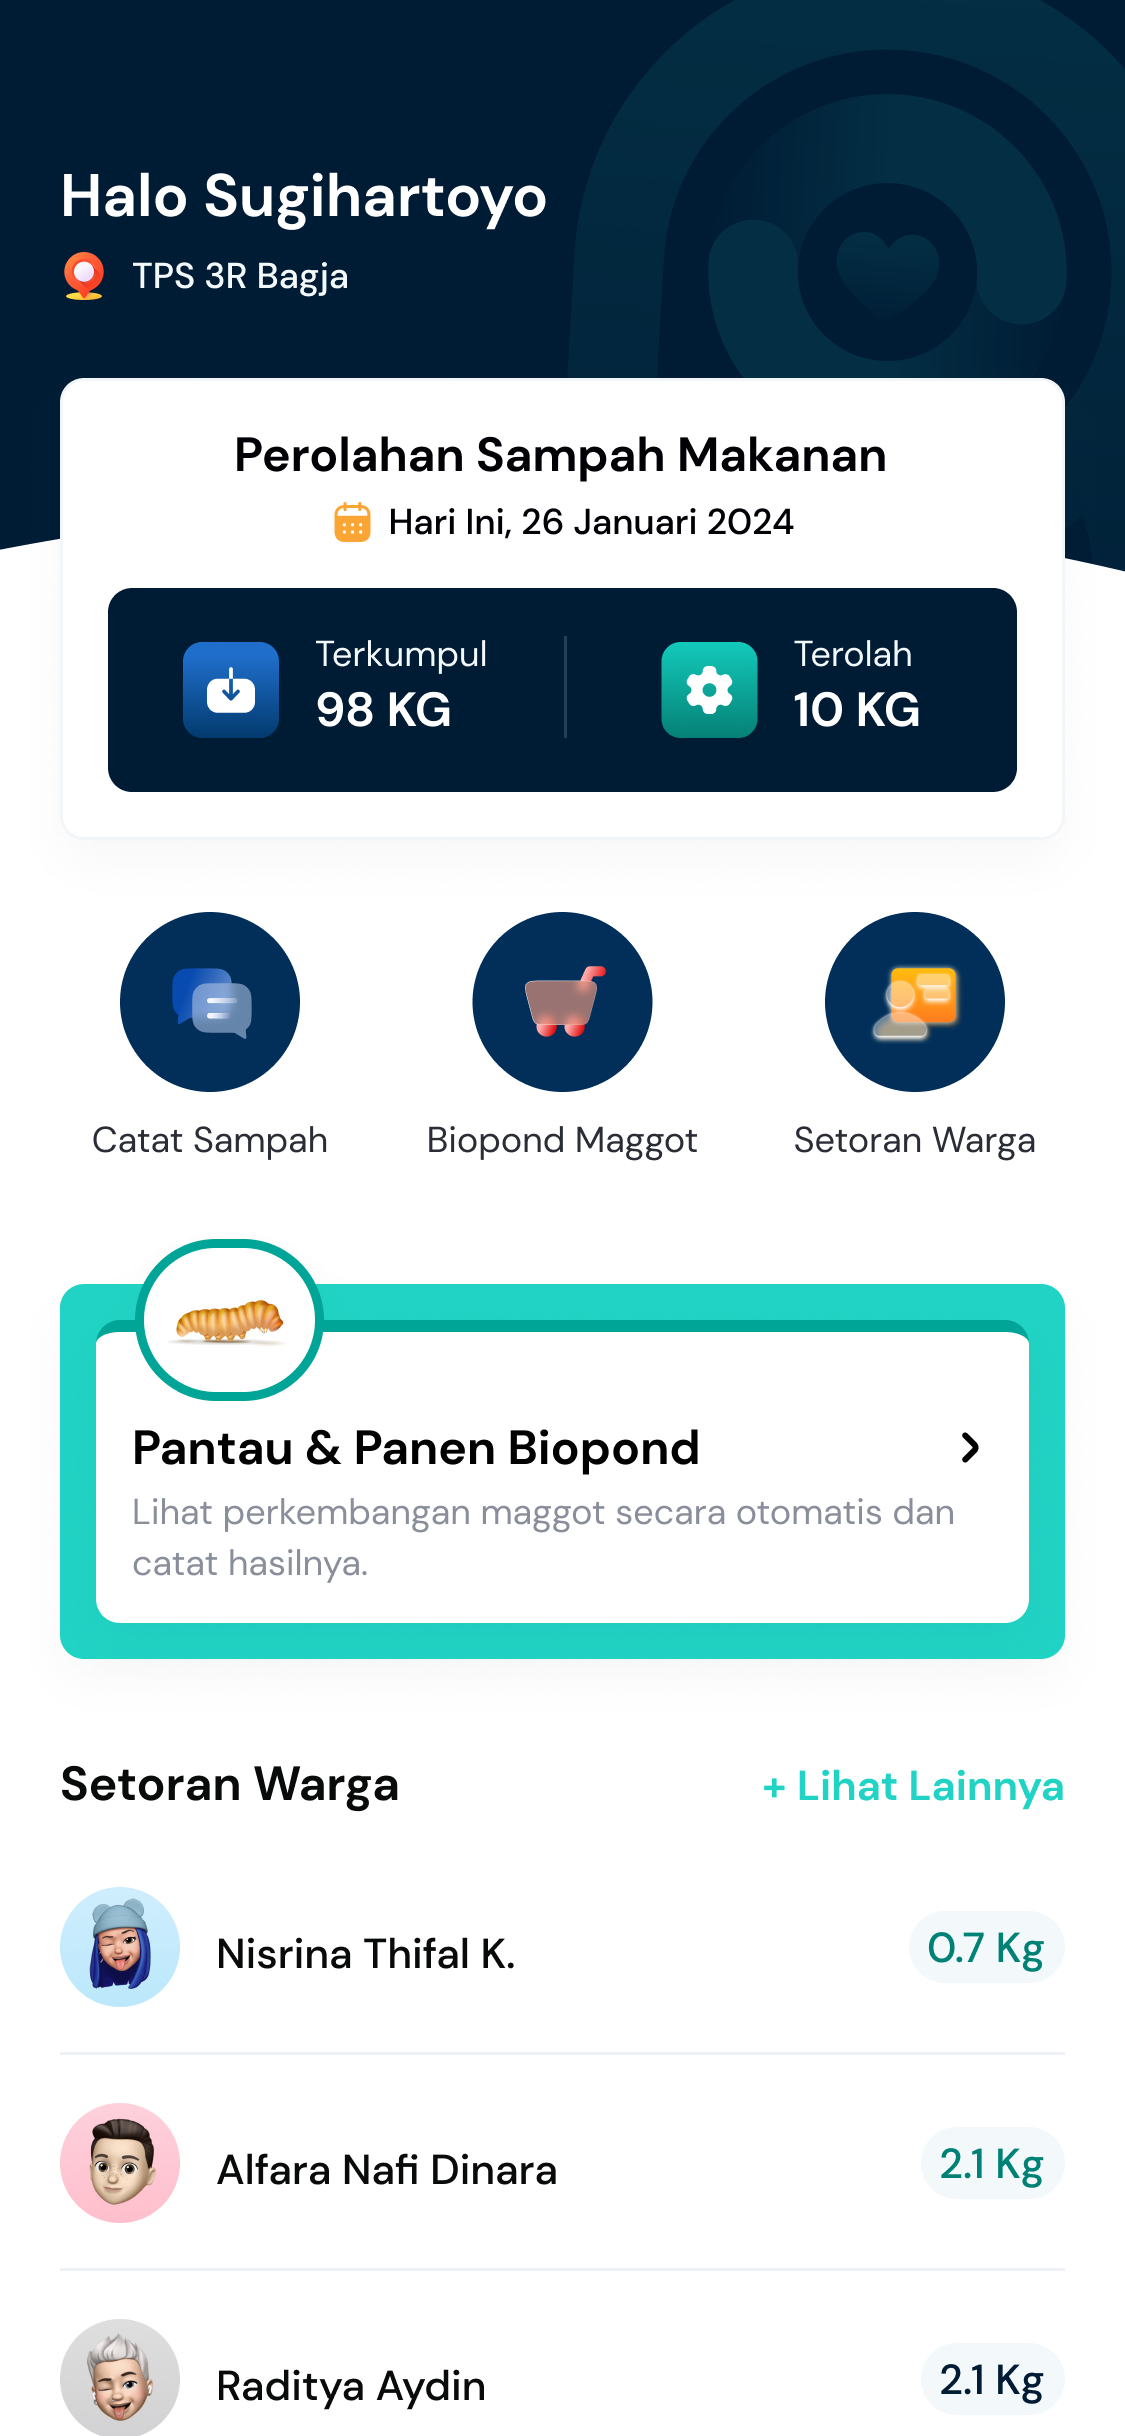 Halo Sugihartoyo
TPS 3R Bagja
Perolahan Sampah Makanan
Hari Ini, 26 Januari 2024
Terkumpul
98 KG
Terolah
10 KG
Catat Sampah
Biopond Maggot
Setoran Warga
Pantau & Panen Biopond
Lihat perkembangan maggot secara otomatis dan
catat hasilnya.
Setoran Warga
+ Lihat Lainnya
Nisrina Thifal K.
0.7 Kg
Alfara Nafi Dinara
2.1 Kg
Raditya Aydin
2.1 Kg